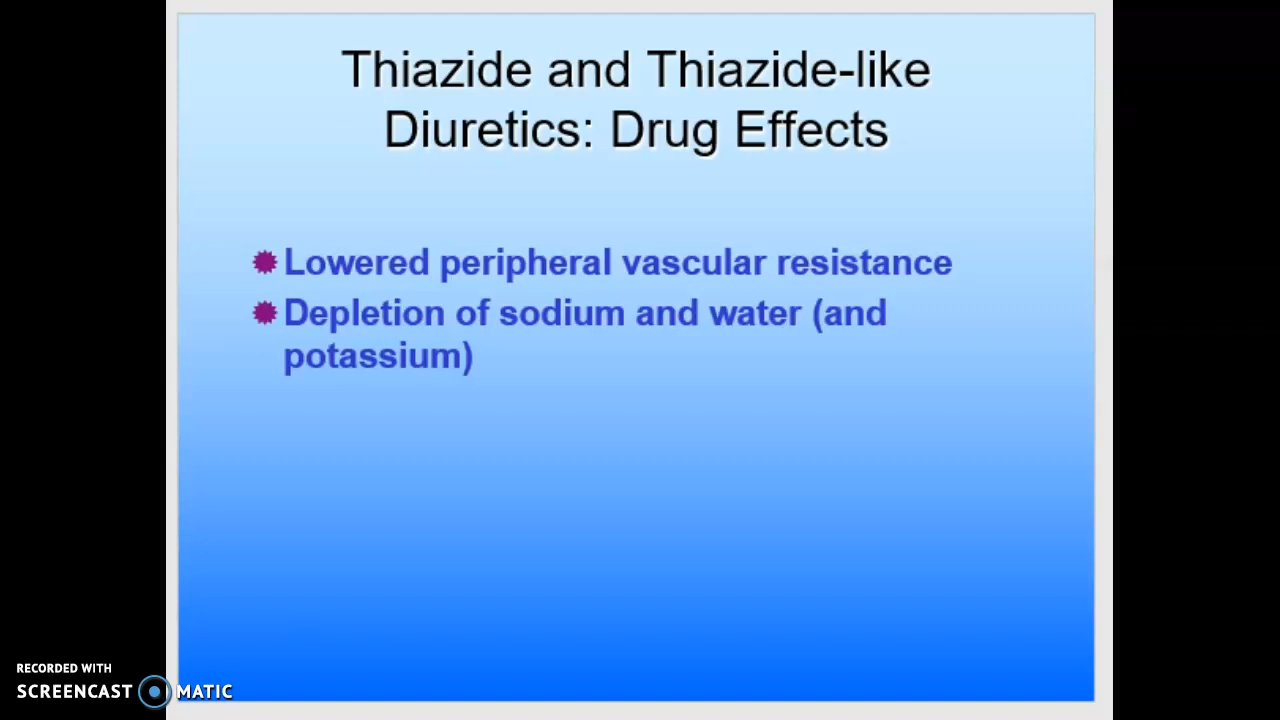 Thiazide and Thiazide-like
Diuretics: Drug Effects
Lowered peripheral vascular resistance
Depletion of sodium and water (and
potassium)
RECORDED WITH
SCREENCAST MATIC